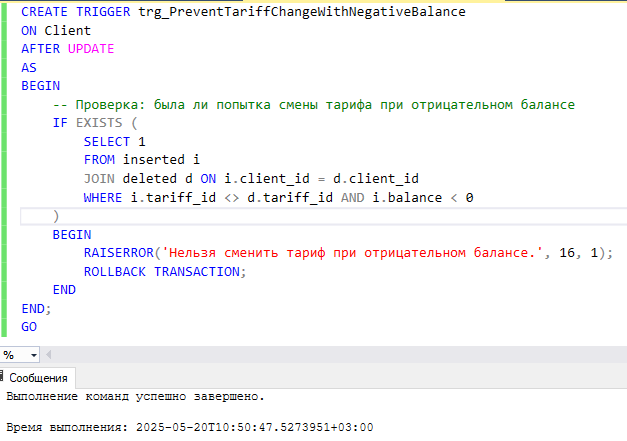 CREATE TRIGGER trg_PreventTariffChangeWithNegativeBalance
ON Client
AFTER UPDATE
AS
BEGIN
    -- Проверка: была ли попытка смены тарифа при отрицательном балансе
    IF EXISTS (
        SELECT 1
        FROM inserted i
        JOIN deleted d ON i.client_id = d.client_id
        WHERE i.tariff_id <> d.tariff_id AND i.balance < 0
    )
    BEGIN
        RAISERROR('Нельзя сменить тариф при отрицательном балансе.', 16, 1);
        ROLLBACK TRANSACTION;
    END
END;
GO
%
Сообщения
Выполнение команд успешно завершено.
Время выполнения: 2025-05-20T10:50:47.5273951+03:00